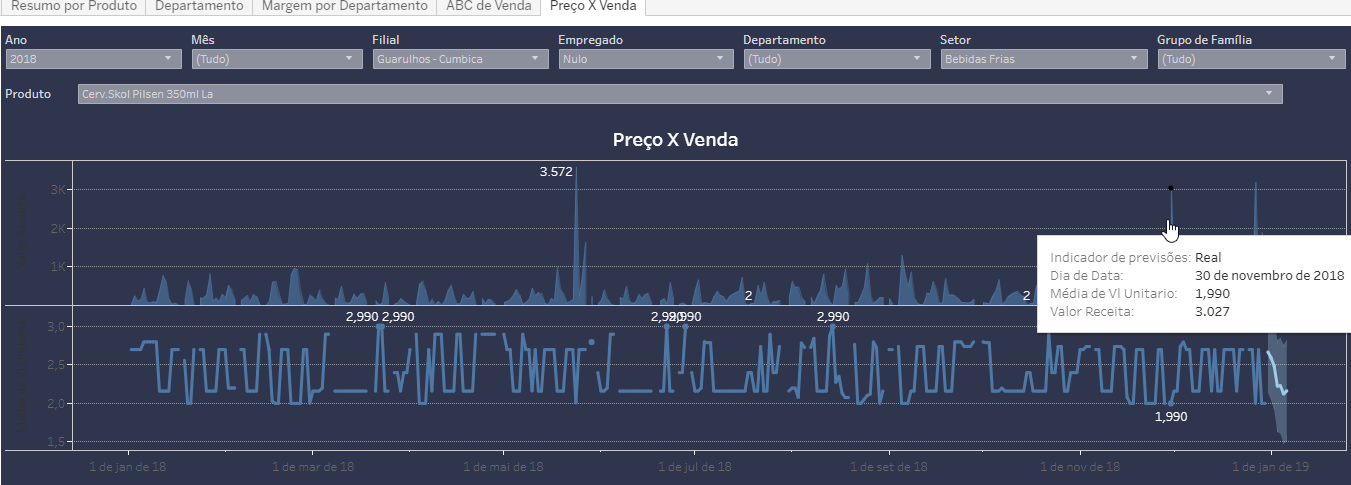 Resumo por Produto Departamento Margem por Departamento ABC de Venda Preço X Venda
Ano Mês Filial Empregado Departamento Setor Grupo de Família
2018 (Tudo) Guarulhos - Cumbica Nulo (Tudo) Bebidas Frias (Tudo)
Produto Cerv.Skol Pilsen 350ml La
Preço X Venda
3.572
3K
2K
1K
2 2
Indicador de previsões: Real
Dia de Data: 30 de novembro de 2018
Média de Vl Unitario: 1,990
Valor Receita: 3.027
2,990 2,990 2,990 2,990
3,0
2,5
2,0
1,990
1,5
1 de jan de 18 1 de mar de 18 1 de mai de 18 1 de jul de 18 1 de set de 18 1 de nov de 18 1 de jan de 19